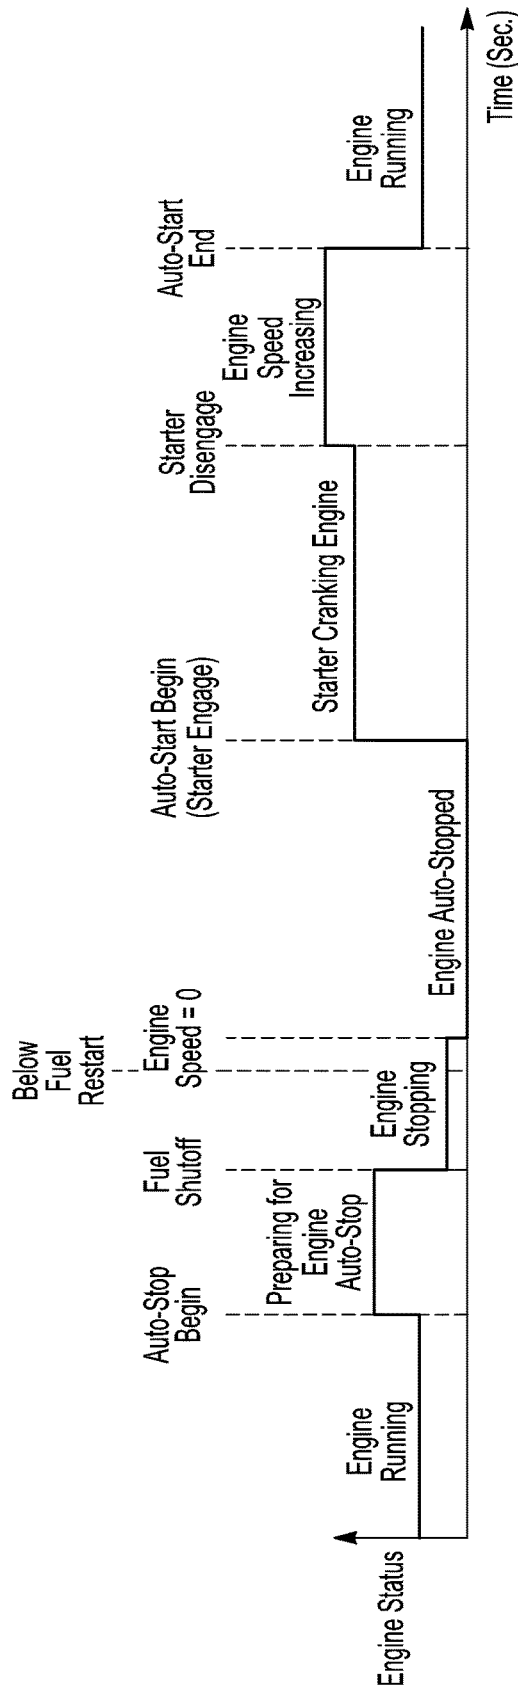 Engine Status
Engine
Running
Auto-Stop
Begin
Preparing for
Engine
Auto-Stop
Fuel
Shutoff
Engine
Stopping
Below
Fuel
Restart
Engine
Speed = 0
Engine Auto-Stopped
Auto-Start Begin
(Starter Engage)
Starter Cranking Engine
Starter
Disengage
Engine
Speed
Increasing
Auto-Start
End
Engine
Running
Time (Sec.)